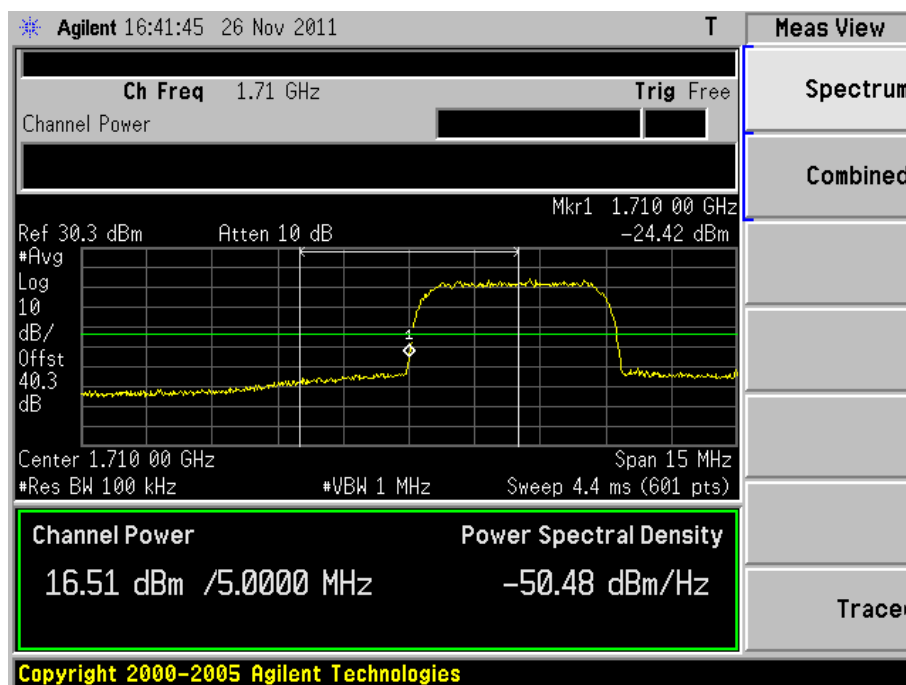 Agilent 16:41:45 26 Nov 2011 T
Meas View
Ch Freq 1.71 GHz Trig Free
Channel Power
Spectrum
Combined
Mkr1 1.710 00 GHz
Ref 30.3 dBm Atten 10 dB -24.42 dBm
#Avg
Log
10
dB/
Offst
40.3
dB
1
Center 1.710 00 GHz Span 15 MHz
#Res BW 100 kHz #VBW 1 MHz Sweep 4.4 ms (601 pts)
Channel Power Power Spectral Density
16.51 dBm /5.0000 MHz -50.48 dBm/Hz
Trace
Copyright 2000-2005 Agilent Technologies